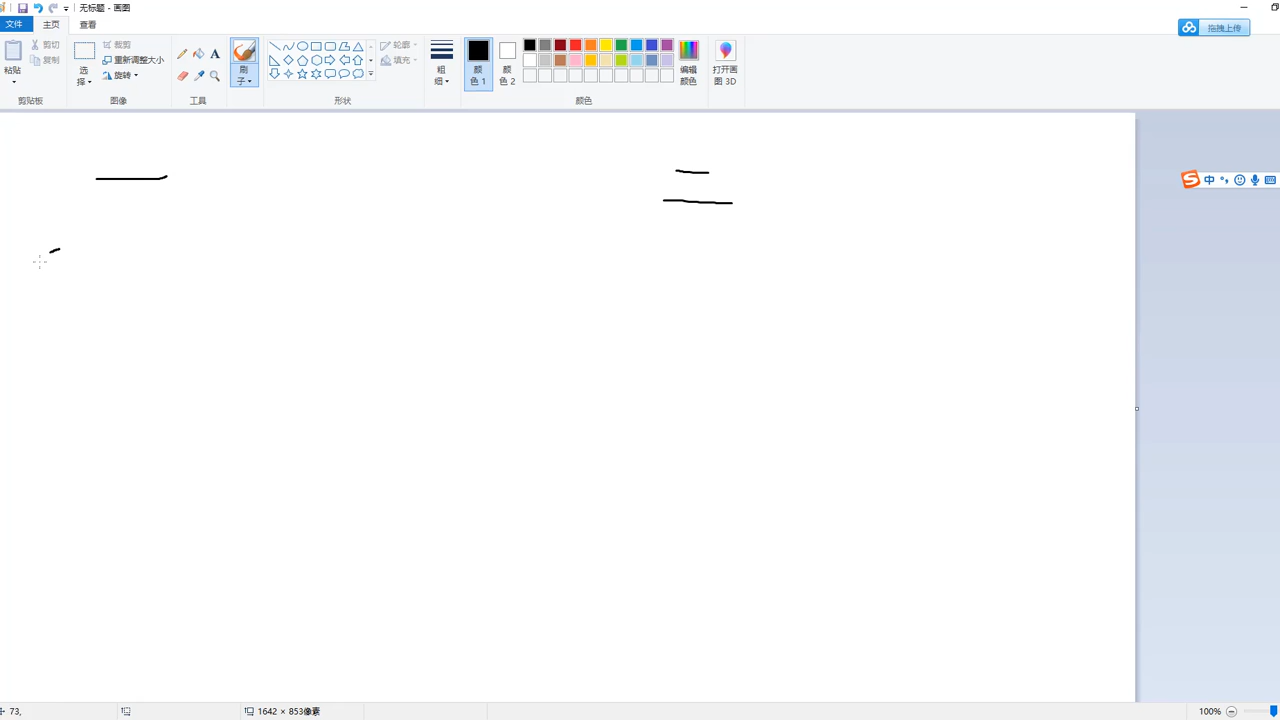 无标题 - 画图
文件 主页 查看
拖拽上传
粘贴 剪切 复制 选择 裁剪 重新调整大小 旋转 刷子 轮廓 填充 粗细 颜色 1 颜色 2 编辑颜色 打开画图 3D
剪贴板 图像 工具 形状 颜色
一 二
中
73,
1642 × 853像素
100%